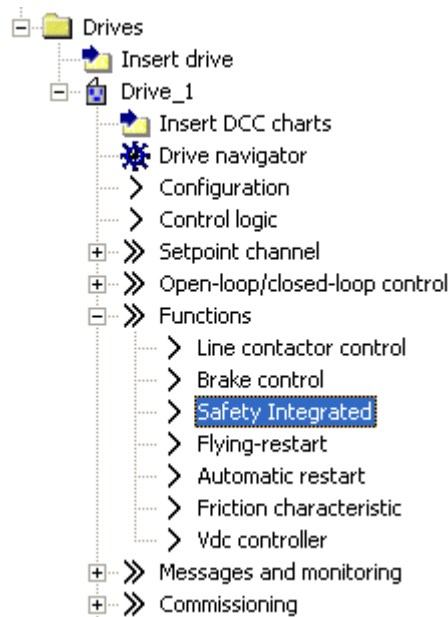 Drives
Insert drive
Drive_1
Insert DCC charts
Drive navigator
Configuration
Control logic
Setpoint channel
Open-loop/closed-loop control
Functions
Line contactor control
Brake control
Safety Integrated
Flying-restart
Automatic restart
Friction characteristic
Vdc controller
Messages and monitoring
Commissioning